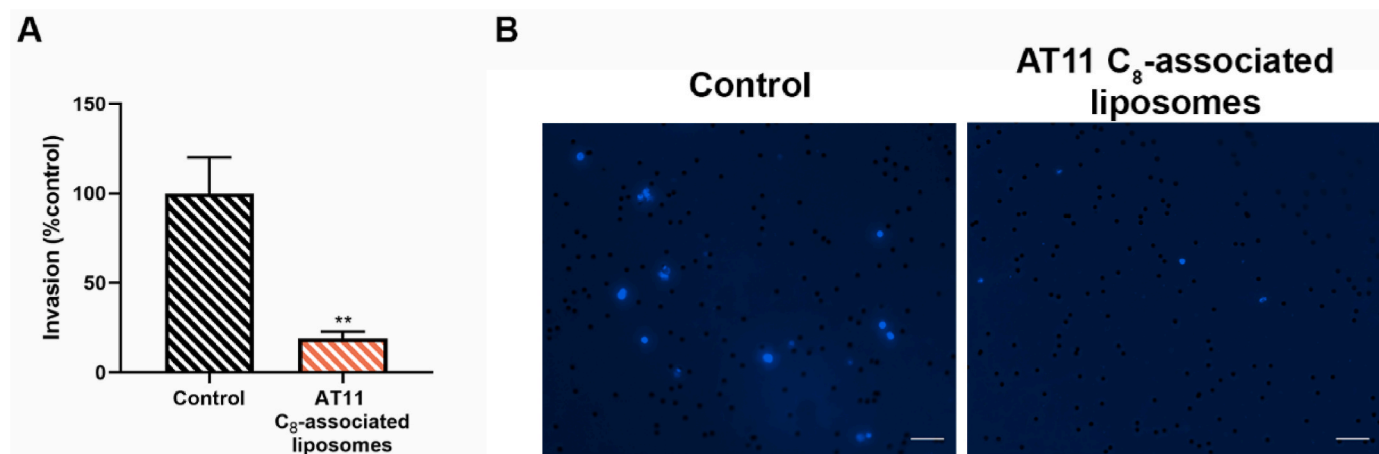 A
B
Control
AT11 C₈-associated
liposomes
150
100
50
0
Invasion (%control)
**
Control
AT11
C₈-associated
liposomes